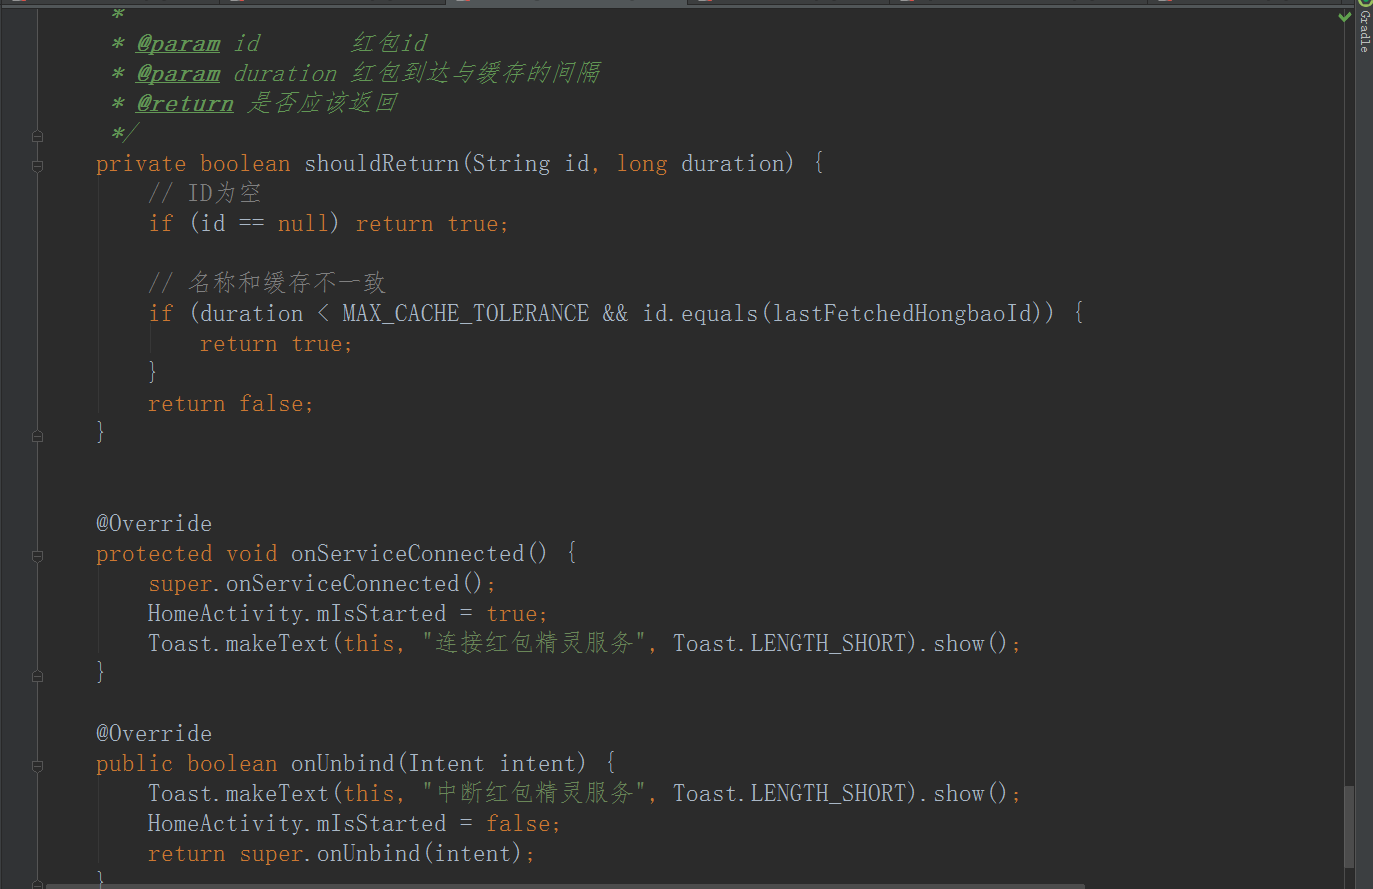 *
* @param id 红包id
* @param duration 红包到达与缓存的间隔
* @return 是否应该返回
*/
private boolean shouldReturn(String id, long duration) {
// ID为空
if (id == null) return true;
// 名称和缓存不一致
if (duration < MAX_CACHE_TOLERANCE && id.equals(lastFetchedHongbaoId)) {
return true;
}
return false;
}
@Override
protected void onServiceConnected() {
super.onServiceConnected();
HomeActivity.mIsStarted = true;
Toast.makeText(this, "连接红包精灵服务", Toast.LENGTH_SHORT).show();
}
@Override
public boolean onUnbind(Intent intent) {
Toast.makeText(this, "中断红包精灵服务", Toast.LENGTH_SHORT).show();
HomeActivity.mIsStarted = false;
return super.onUnbind(intent);
}
Gradle